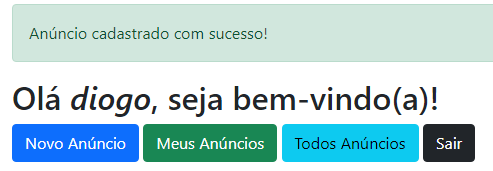 Anúncio cadastrado com sucesso!
Olá diogo, seja bem-vindo(a)!
Novo Anúncio Meus Anúncios Todos Anúncios Sair